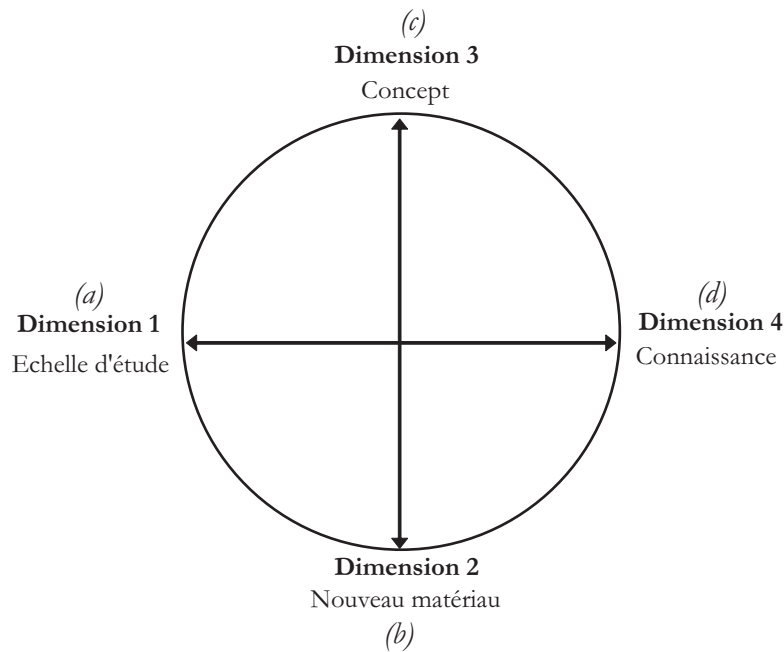 (c)
Dimension 3
Concept
(a)
Dimension 1
Echelle d'étude
(d)
Dimension 4
Connaissance
Dimension 2
Nouveau matériau
(b)